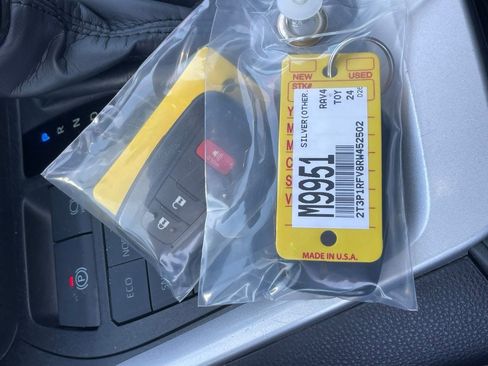 NEW
USED
STK#
Y
M
M
C
S
V
SILVER(OTHER)
RAV4
TOY
24
M9951
2T3P1RFV8RW452502
MADE IN U.S.A.
P R N D
P
ECO